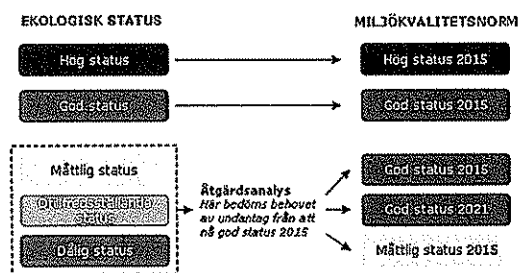 EKOLOGISK STATUS
MILJÖKVALITETSNORM
Hög status
Hög status 2015
God status
God status 2015
Måttlig status
Otillfredsställande
status
Dålig status
Åtgärdsanalys
Här bedöms behovet
av undantag från att
nå god status 2015
God status 2015
God status 2021
Måttlig status 2015